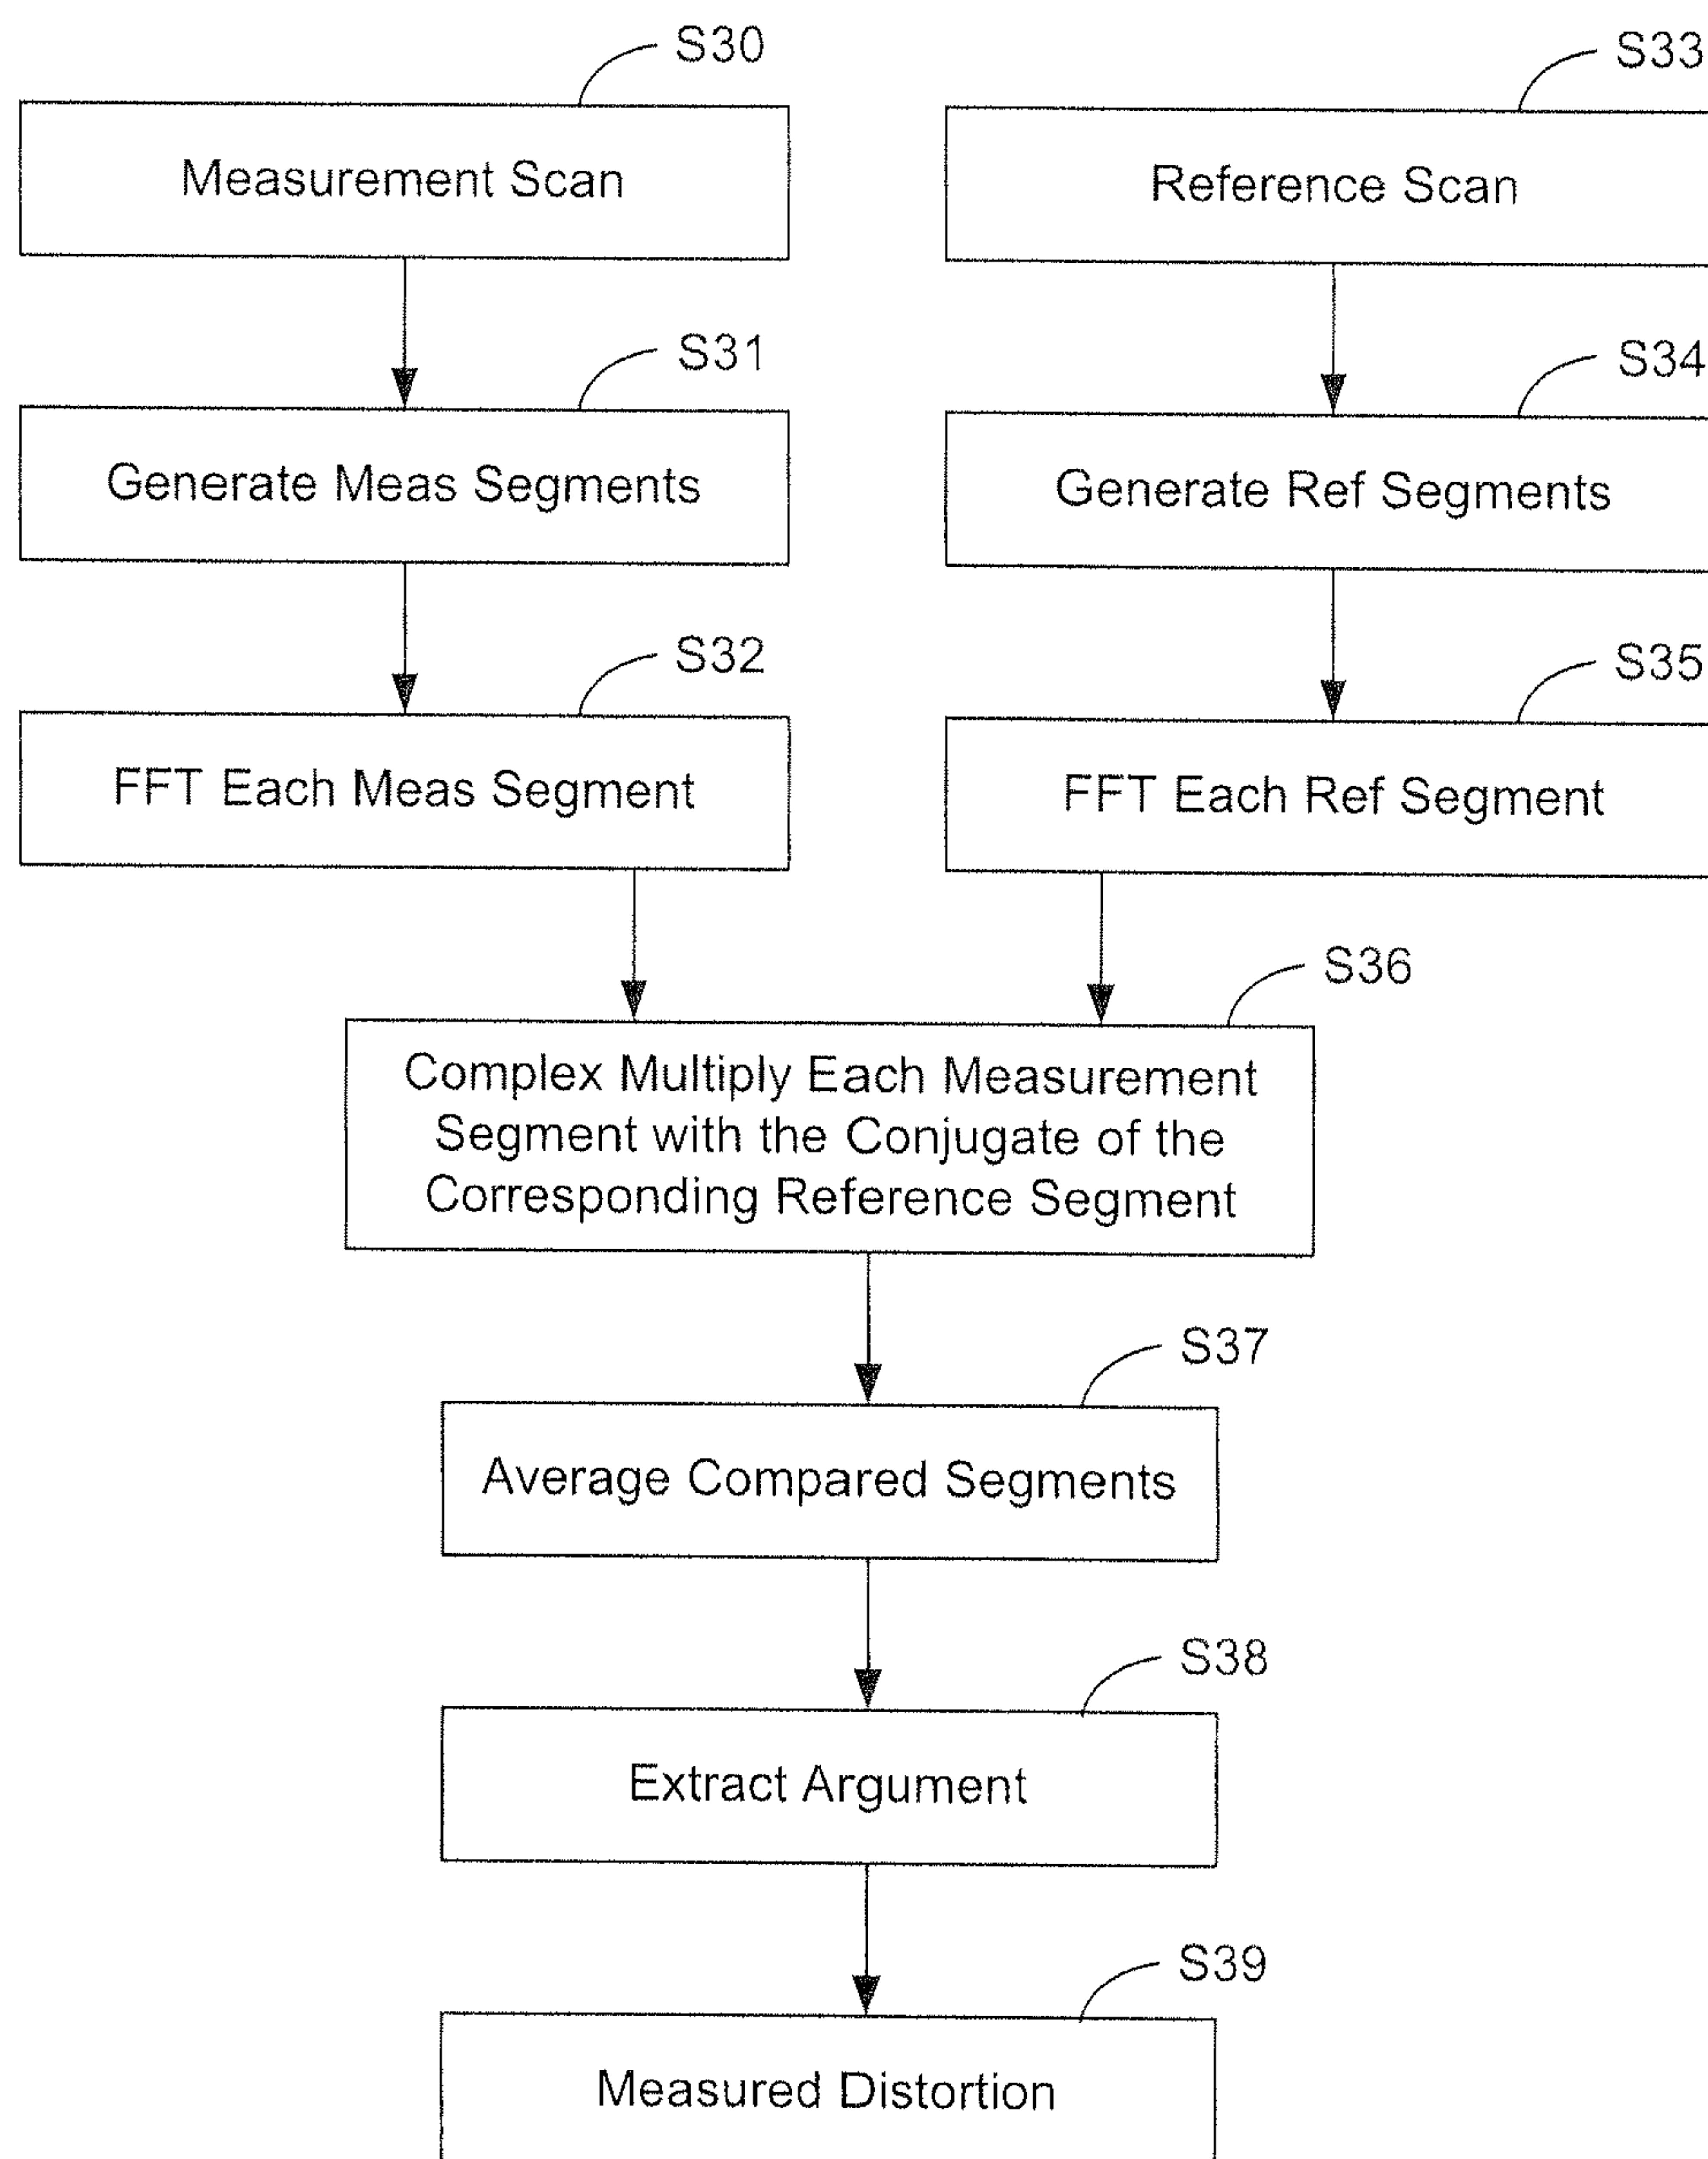 S30
Measurement Scan
S33
Reference Scan
S31
Generate Meas Segments
S34
Generate Ref Segments
S32
FFT Each Meas Segment
S35
FFT Each Ref Segment
S36
Complex Multiply Each Measurement
Segment with the Conjugate of the
Corresponding Reference Segment
S37
Average Compared Segments
S38
Extract Argument
S39
Measured Distortion